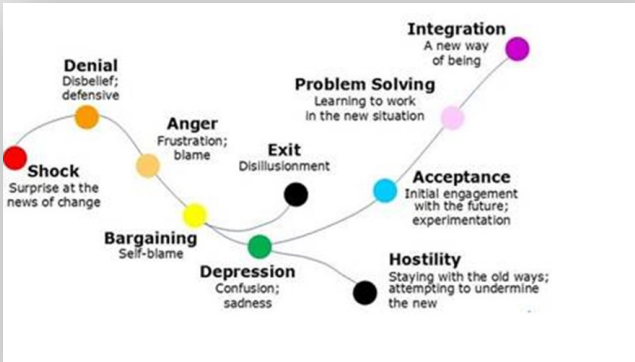 Integration
A new way
of being
Denial
Disbelief;
defensive
Problem Solving
Learning to work
in the new situation
Anger
Frustration;
blame
Exit
Disillusionment
Shock
Surprise at the
news of change
Acceptance
Initial engagement
with the future;
experimentation
Bargaining
Self-blame
Depression
Confusion;
sadness
Hostility
Staying with the old ways;
attempting to undermine
the new